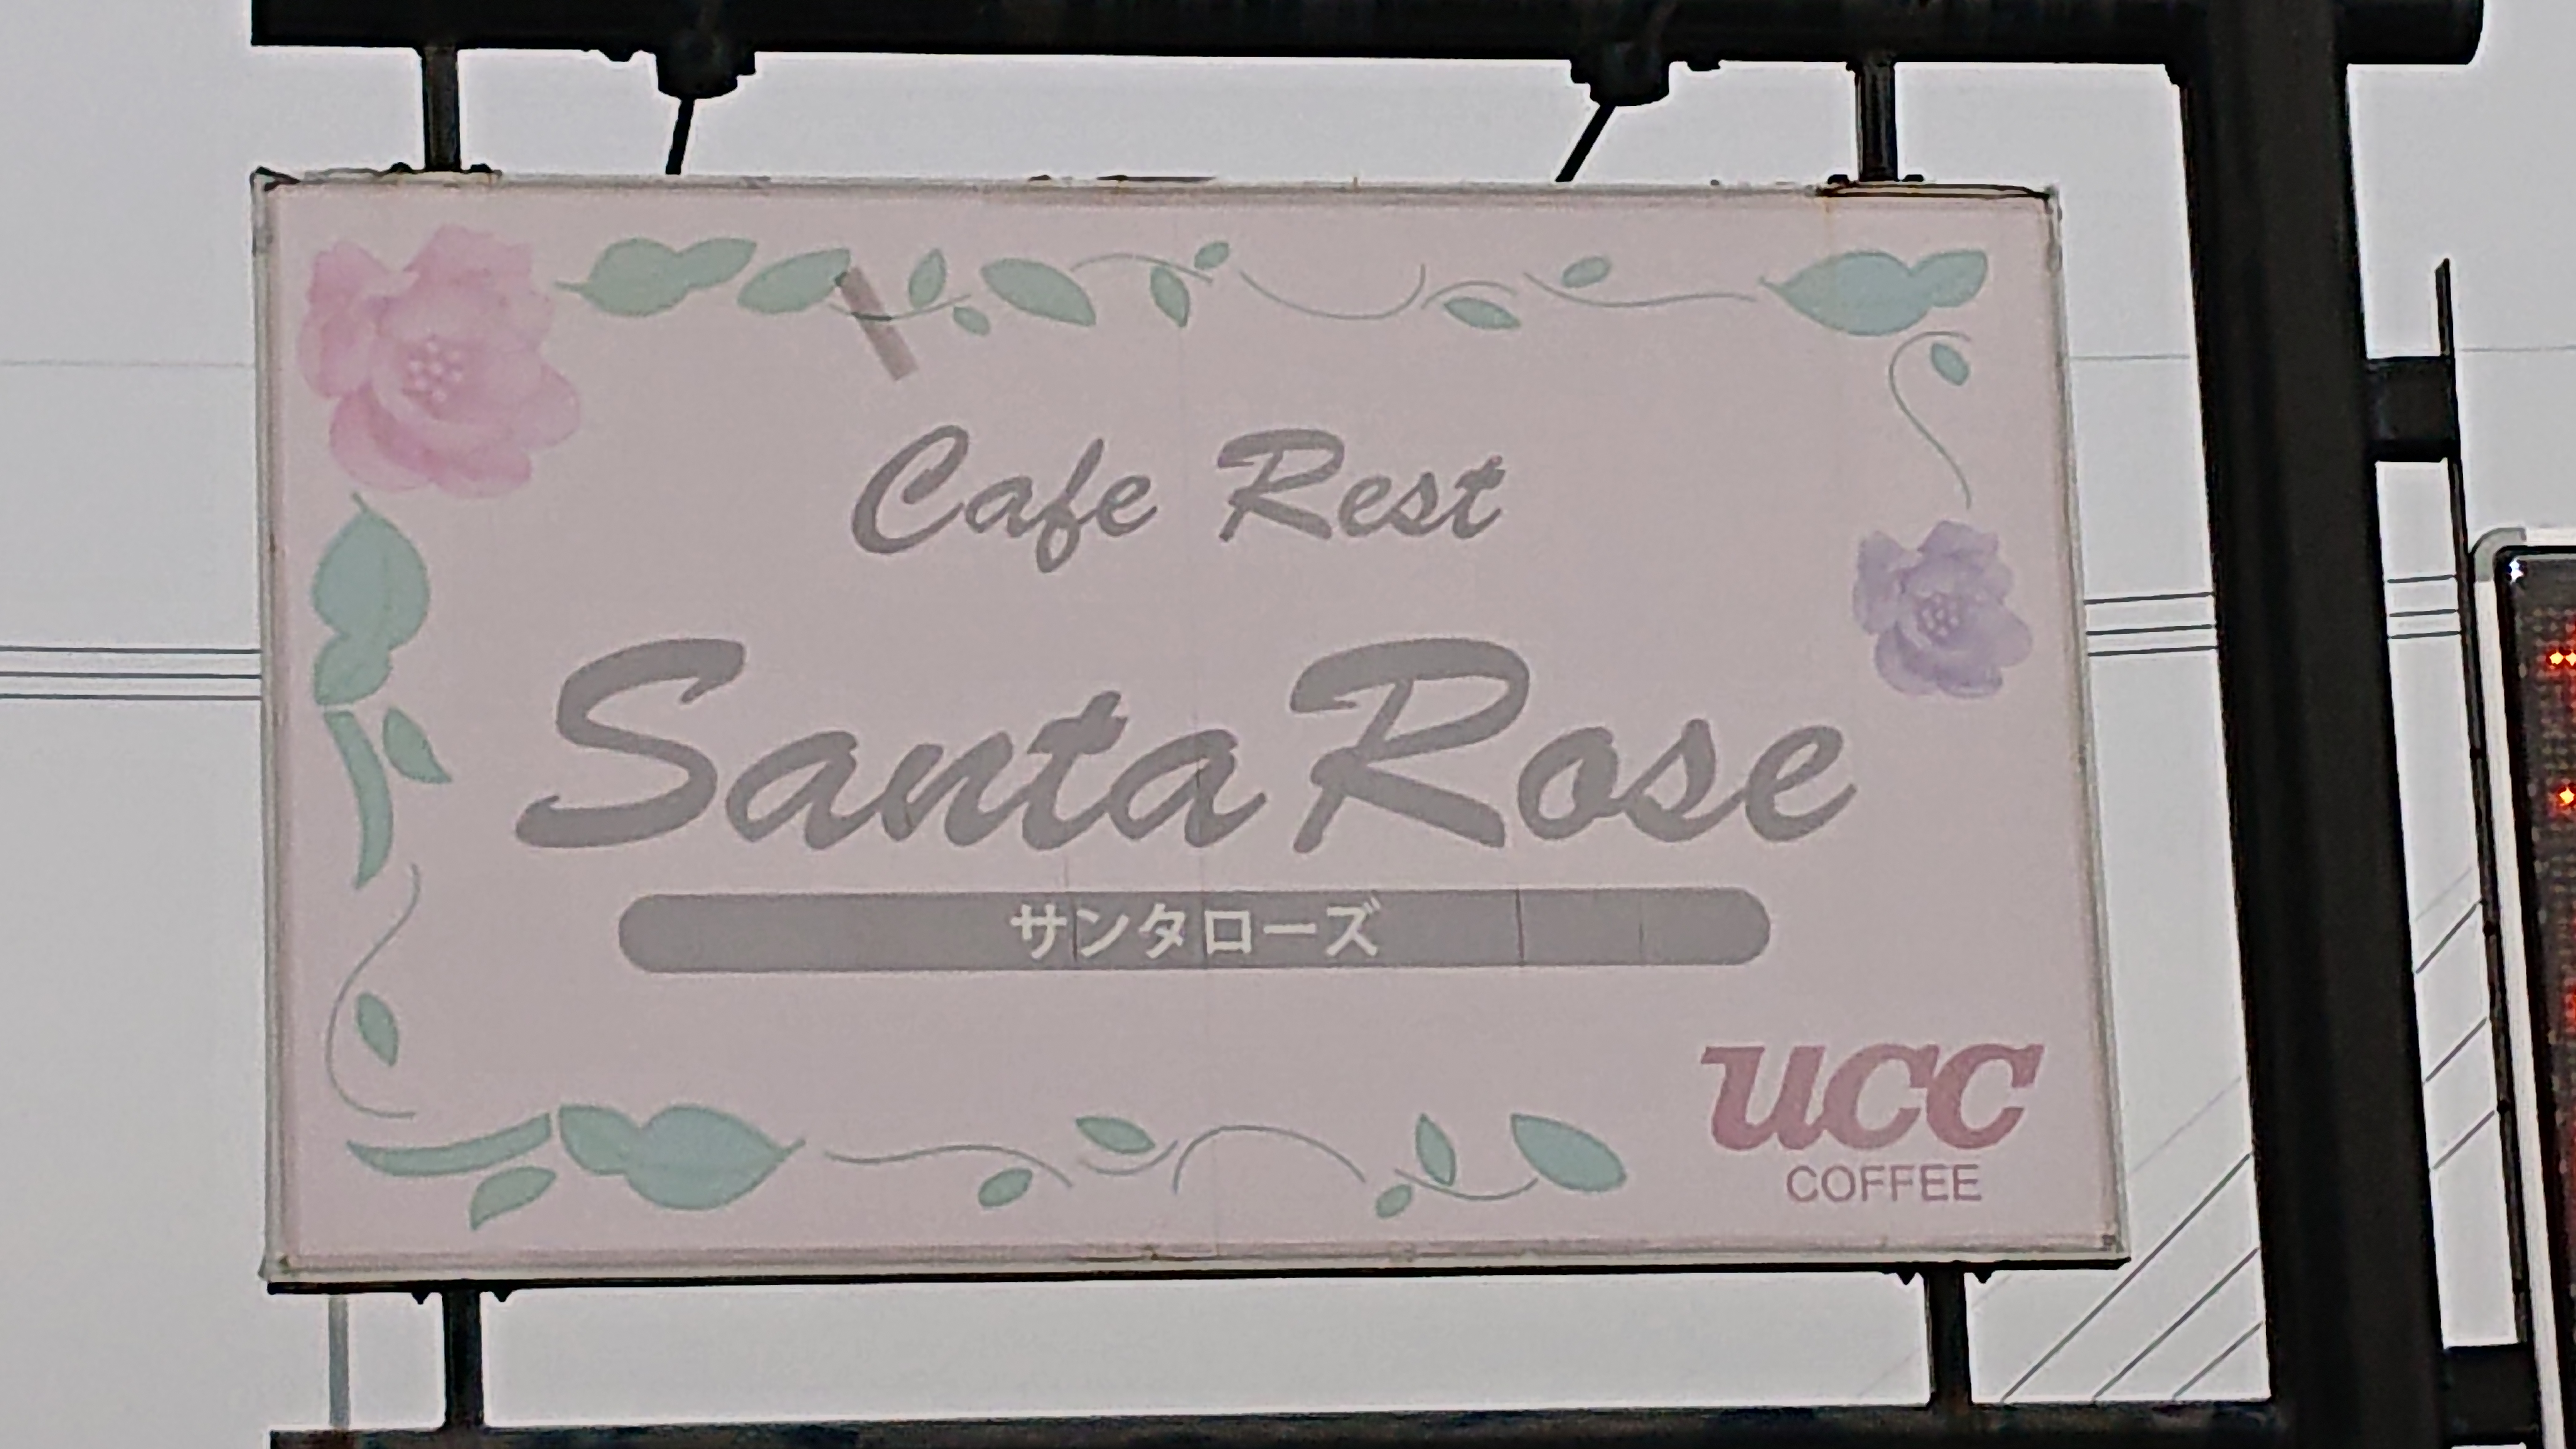 Cafe Rest
Santa Rose
サンタローズ
ucc
COFFEE